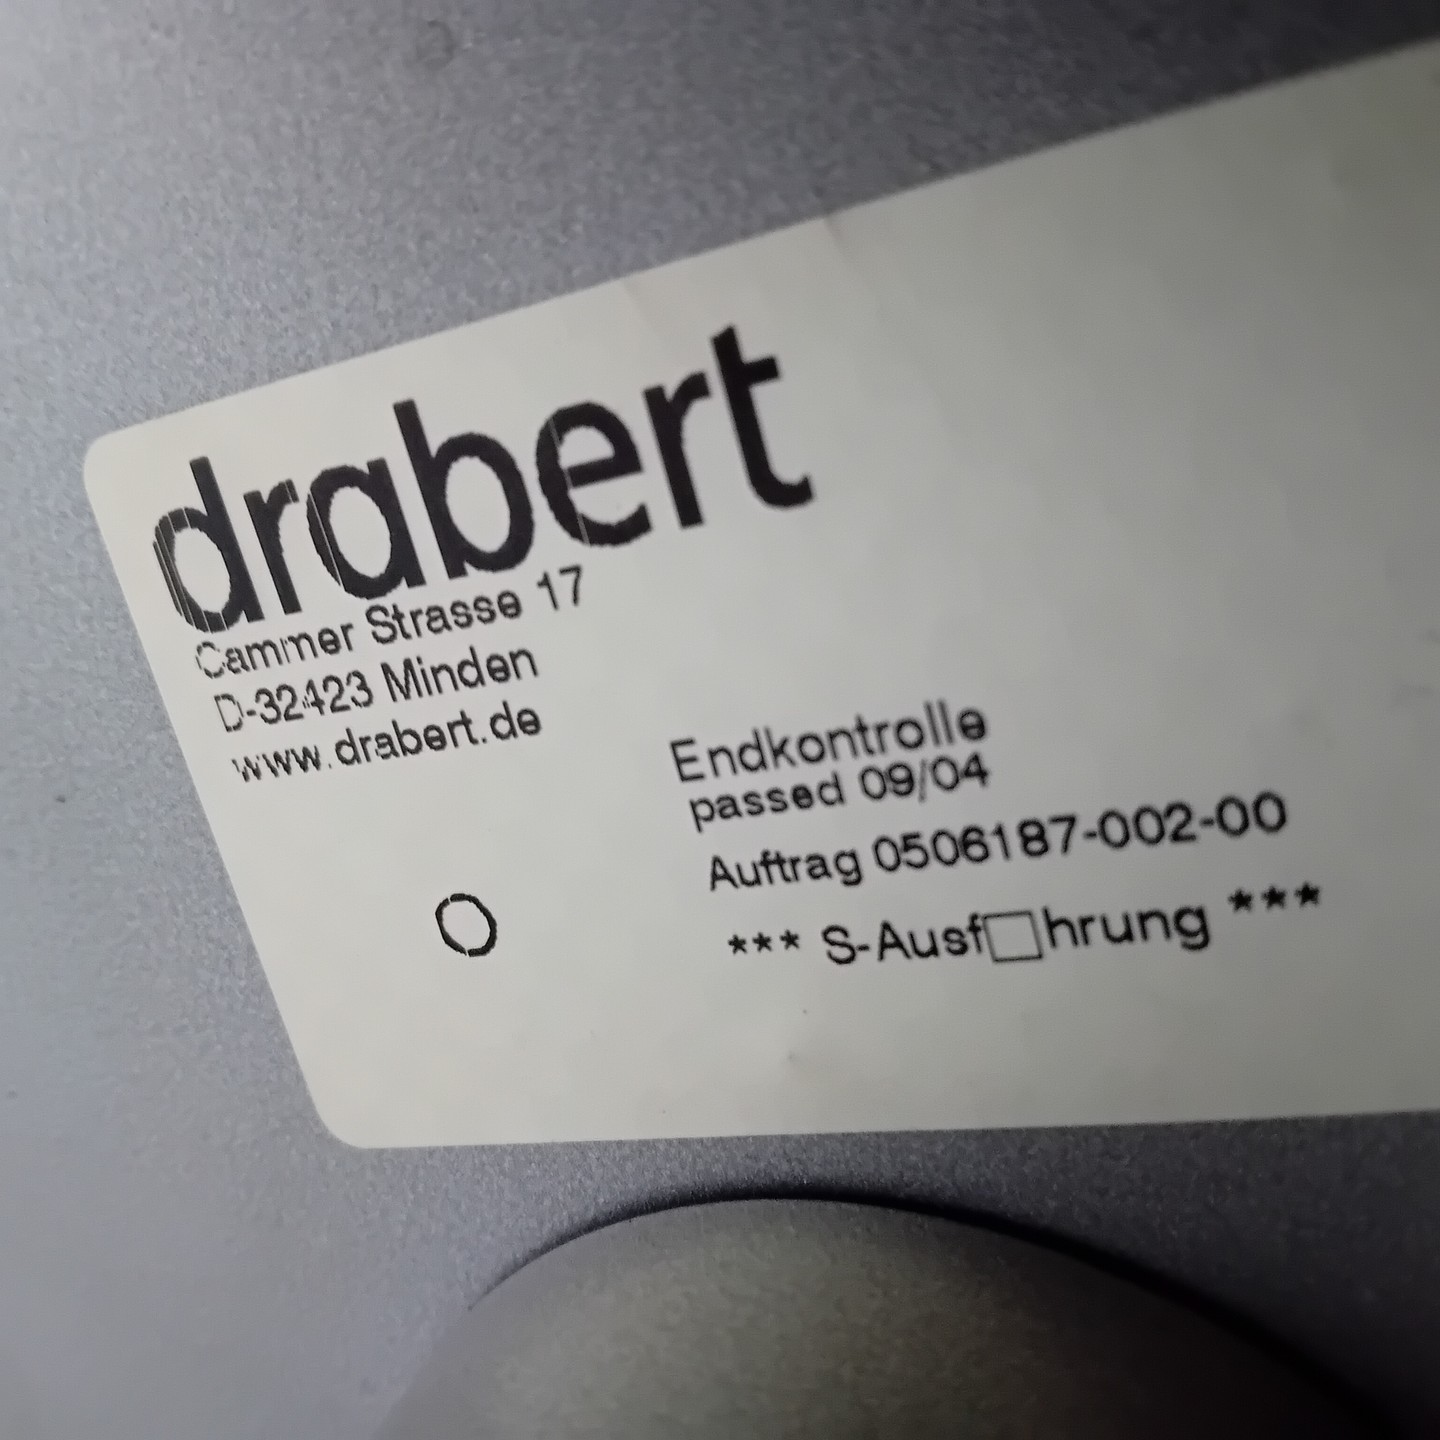 drabert
Cammer Strasse 17
D-32423 Minden
www.drabert.de
Endkontrolle
passed 09/04
Auftrag 0506187-002-00
O
*** S-Ausf□hrung ***